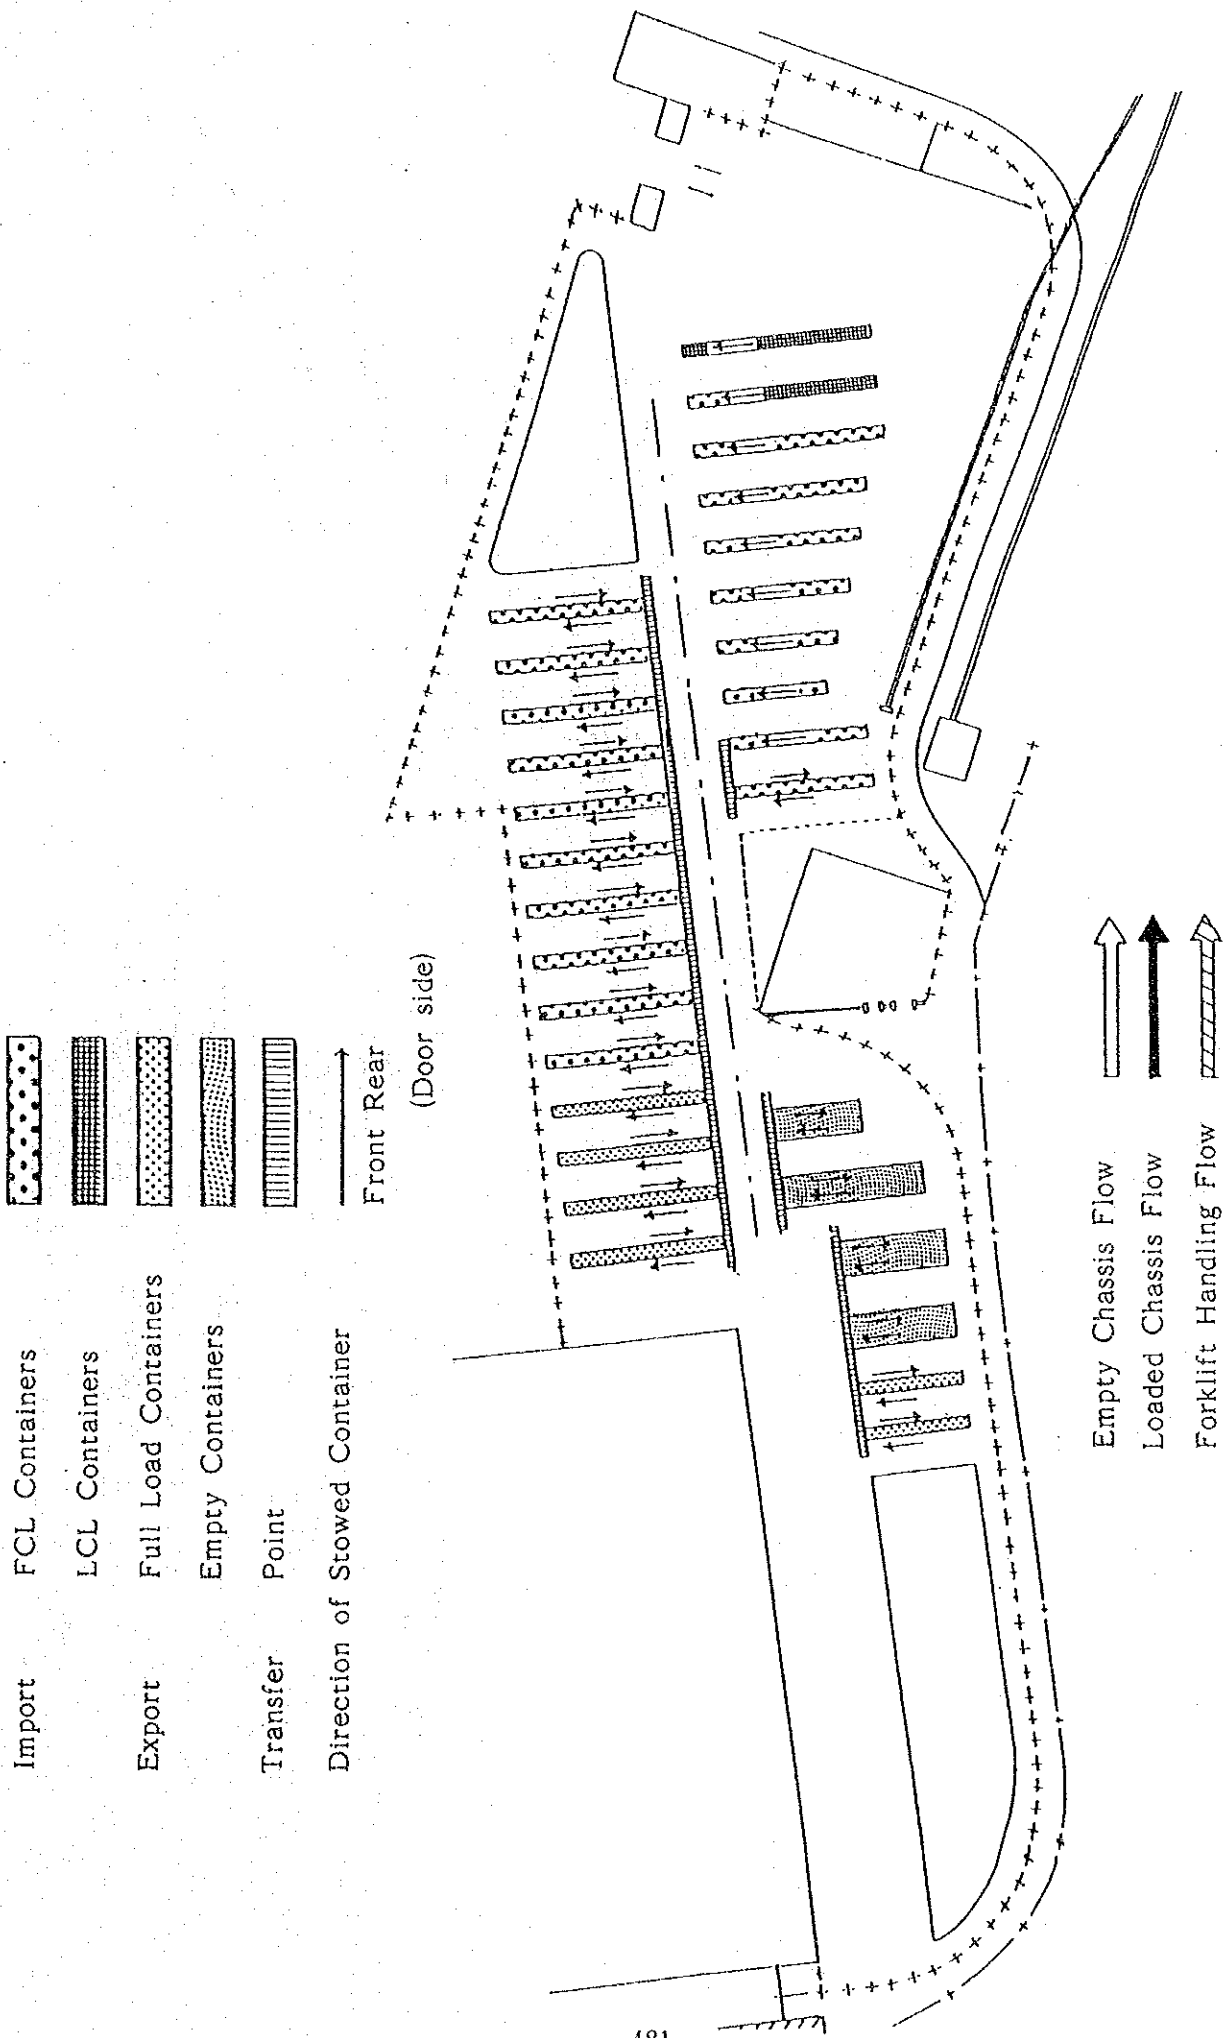 Import FCL Containers
LCL Containers
Export Full Load Containers
Empty Containers
Transfer Point
Direction of Stowed Container
Front Rear
(Door side)
Empty Chassis Flow
Loaded Chassis Flow
Forklift Handling Flow